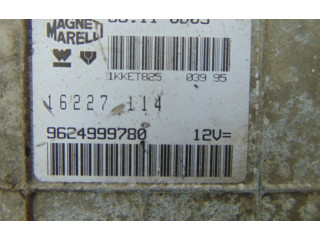 MAGNETI
MARELLI
1KKET825 039 95
16227.114
9624999780 12V=